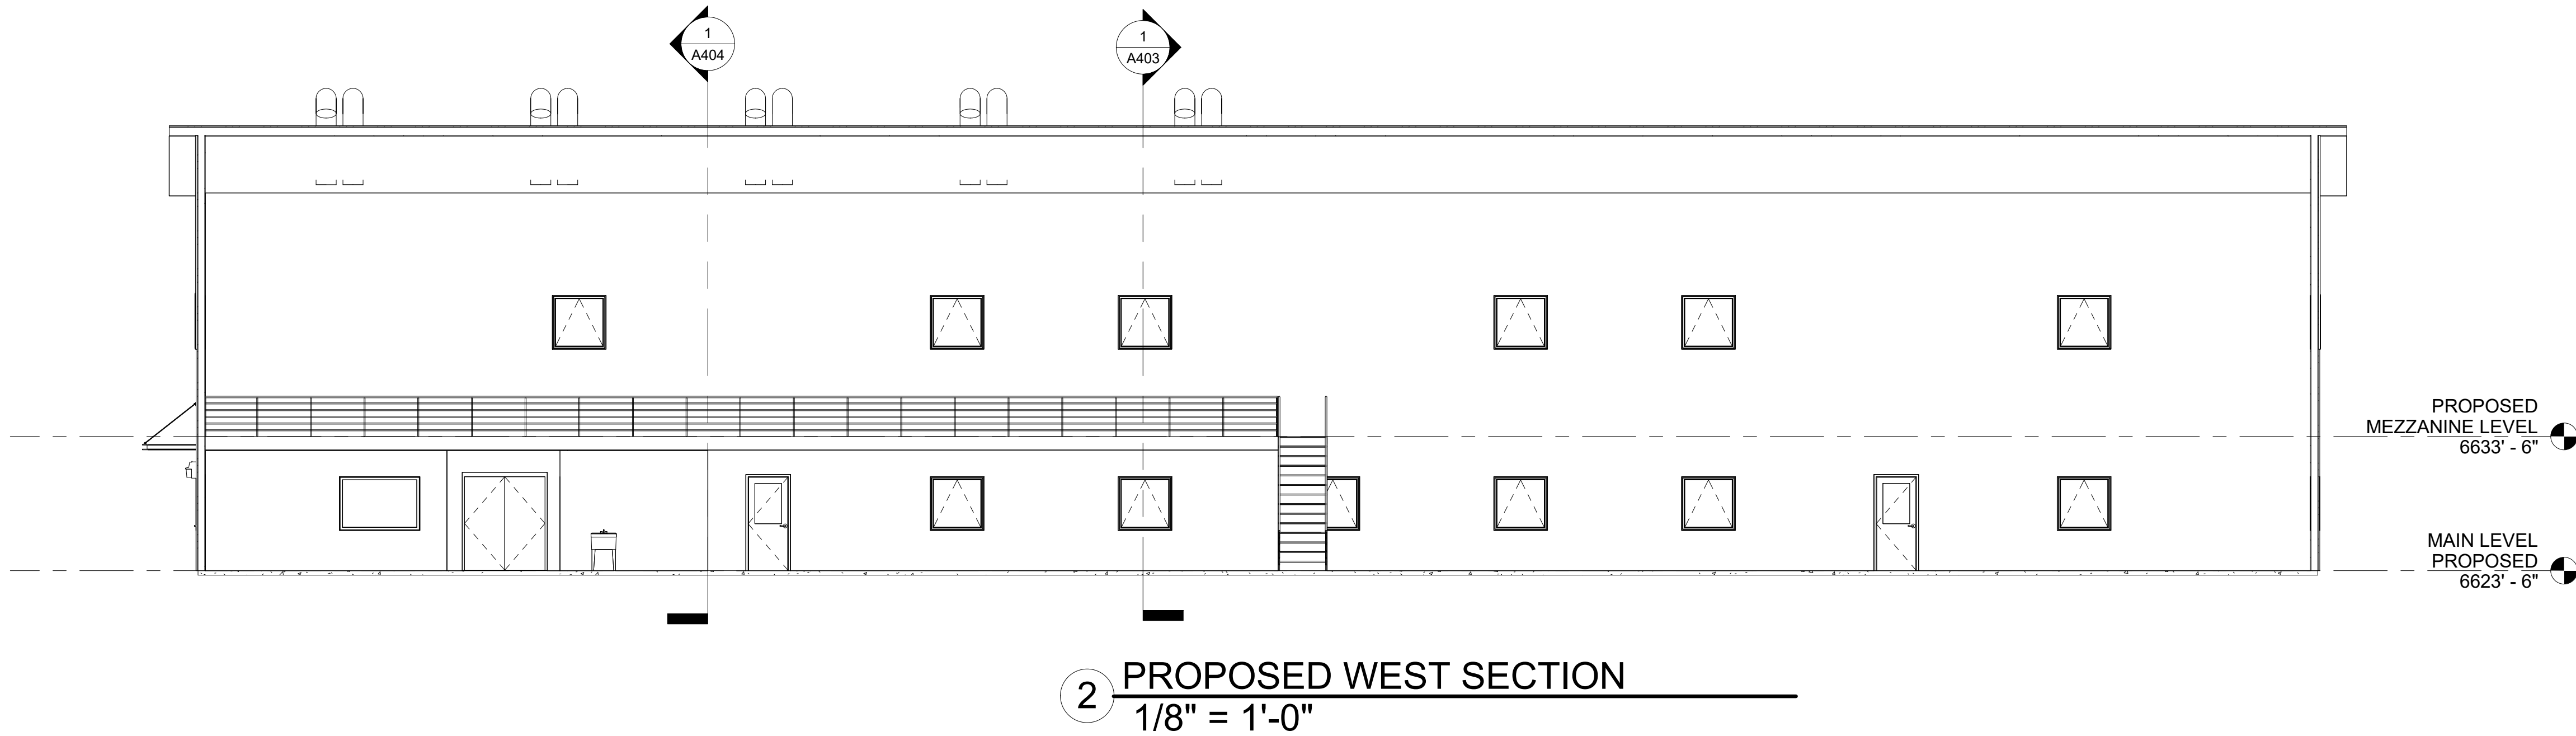 1
A404
1
A403
PROPOSED
MEZZANINE LEVEL
6633' - 6"
MAIN LEVEL
PROPOSED
6623' - 6"
2
PROPOSED WEST SECTION
1/8" = 1'-0"